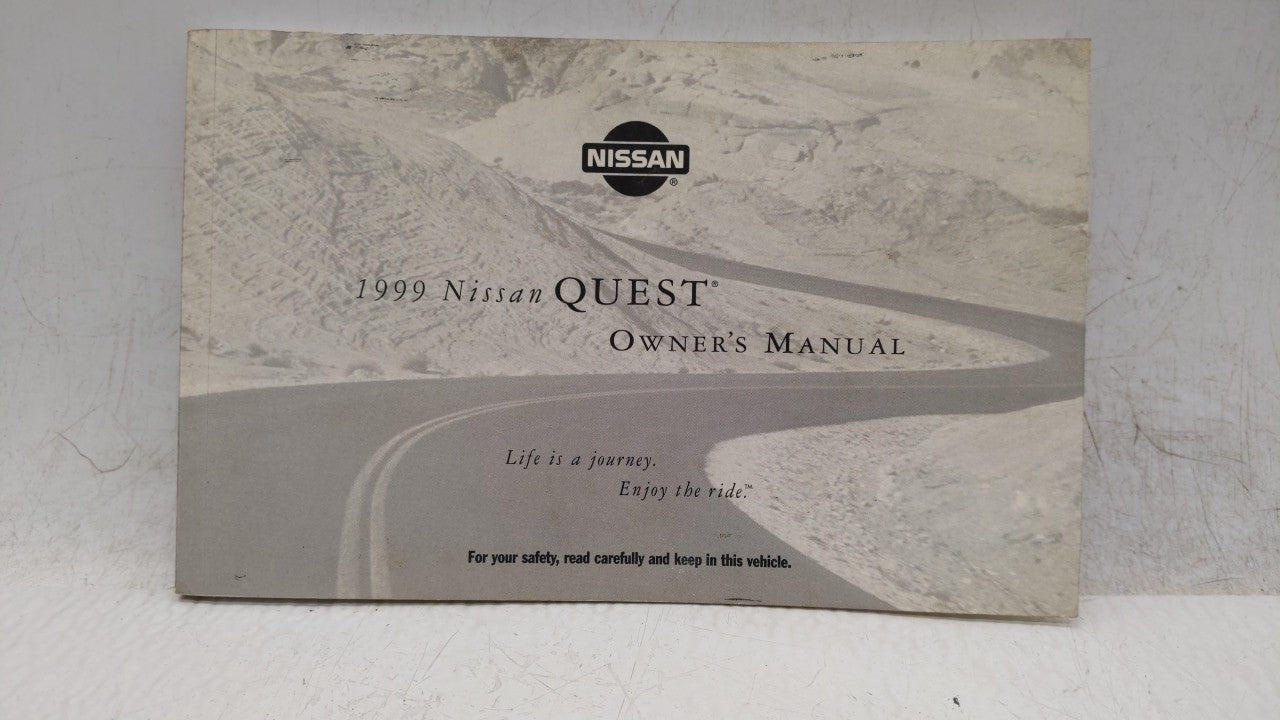 NISSAN®
1999 Nissan QUEST®
OWNER'S MANUAL
Life is a journey.
Enjoy the ride.™
For your safety, read carefully and keep in this vehicle.